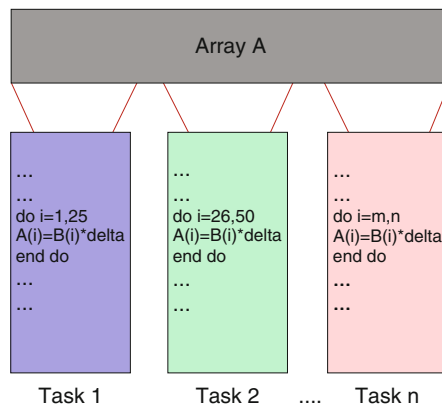 Array A
...
...
do i=1,25
A(i)=B(i)*delta
end do
...
...
...
...
do i=26,50
A(i)=B(i)*delta
end do
...
...
...
...
do i=m,n
A(i)=B(i)*delta
end do
...
...
Task 1
Task 2
....
Task n